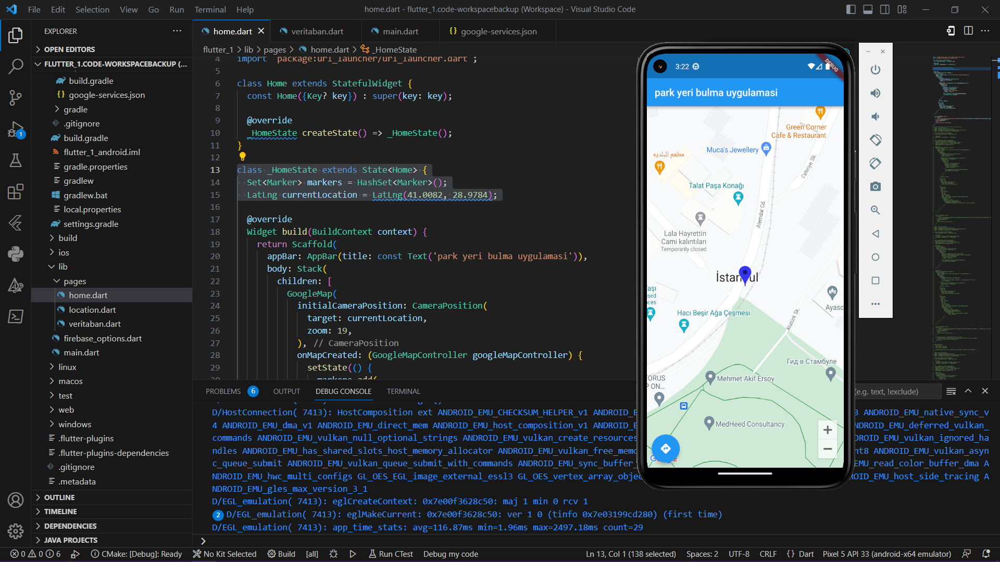 File Edit Selection View Go Run Terminal Help
home.dart - flutter_1.code-workspacebackup (Workspace) - Visual Studio Code
EXPLORER
OPEN EDITORS
FLUTTER_1.CODE-WORKSPACEBACKUP (...
build.gradle
google-services.json
gradle
.gitignore
build.gradle
flutter_1_android.iml
gradle.properties
gradlew
gradlew.bat
local.properties
settings.gradle
build
ios
lib
pages
home.dart
location.dart
veritaban.dart
firebase_options.dart
main.dart
linux
macos
test
web
windows
.flutter-plugins
.flutter-plugins-dependencies
.gitignore
.metadata
OUTLINE
TIMELINE
DEPENDENCIES
JAVA PROJECTS
1
home.dart
veritaban.dart
main.dart
google-services.json
flutter_1 > lib > pages > home.dart > _HomeState
4 import 'package:url_launcher/url_launcher.dart';
5
6 class Home extends StatefulWidget {
7 const Home({Key? key}) : super(key: key);
8
9 @override
10 _HomeState createState() => _HomeState();
11 }
12
13 class _HomeState extends State<Home> {
14 Set<Marker> markers = HashSet<Marker>();
15 LatLng currentLocation = LatLng(41.0082, 28.9784);
16
17 @override
18 Widget build(BuildContext context) {
19 return Scaffold(
20 appBar: AppBar(title: const Text('park yeri bulma uygulamasi')),
21 body: Stack(
22 children: [
23 GoogleMap(
24 initialCameraPosition: CameraPosition(
25 target: currentLocation,
26 zoom: 19,
27 ), // CameraPosition
28 onMapCreated: (GoogleMapController googleMapController) {
29 setState(() {
30 markers.add(
PROBLEMS 6 OUTPUT DEBUG CONSOLE TERMINAL
(e.g. text, !exclude)
D/HostConnection( 7413): HostComposition ext ANDROID_EMU_CHECKSUM_HELPER_v1 ANDROID_E
ANDROID_EMU_native_sync_v
4 ANDROID_EMU_dma_v1 ANDROID_EMU_direct_mem ANDROID_EMU_host_composition_v1 ANDROID_E
NDROID_EMU_deferred_vulkan_
commands ANDROID_EMU_vulkan_null_optional_strings ANDROID_EMU_vulkan_create_resources
DROID_EMU_vulkan_ignored_ha
ndles ANDROID_EMU_has_shared_slots_host_memory_allocator ANDROID_EMU_vulkan_free_memo
nt8 ANDROID_EMU_vulkan_asyn
c_queue_submit ANDROID_EMU_vulkan_queue_submit_with_commands ANDROID_EMU_sync_buffer_
EMU_read_color_buffer_dma A
NDROID_EMU_hwc_multi_configs GL_OES_EGL_image_external_essl3 GL_OES_vertex_array_objec
ROID_EMU_host_side_tracing A
NDROID_EMU_gles_max_version_3_1
D/EGL_emulation( 7413): eglCreateContext: 0x7e00f3628c50: maj 1 min 0 rcv 1
2 D/EGL_emulation( 7413): eglMakeCurrent: 0x7e00f3628c50: ver 1 0 (tinfo 0x7e03199cd280) (first time)
D/EGL_emulation( 7413): app_time_stats: avg=116.87ms min=1.96ms max=2497.18ms count=29
3:22
DEBUG
park yeri bulma uygulamasi
Green Corner
Cafe & Restaurant
Muca's Jewellery
مطعم للبلديه
Caferiye Sk.
Talat Paşa Konağı
Alemdar Cd.
Lala Hayrettin
Cami kalıntıları
Temporarily closed
İstanbul
Ayaso
Hacı Beşir Ağa Çeşmesi
Atatürk Sk.
Гид в Стамбуле
Mehmet Akif Ersoy
FORUS
P ON...
MedHeed Consultancy
Google
0 0 6 CMake: [Debug]: Ready No Kit Selected Build [all] Run CTest Debug my code
Ln 13, Col 1 (138 selected) Spaces: 2 UTF-8 CRLF {} Dart Pixel 5 API 33 (android-x64 emulator)